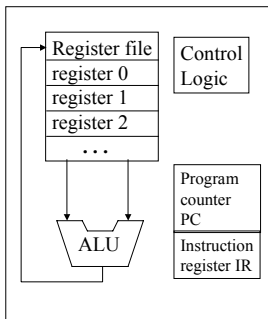 Register file
register 0
register 1
register 2
...
ALU
Control
Logic
Program
counter
PC
Instruction
register IR